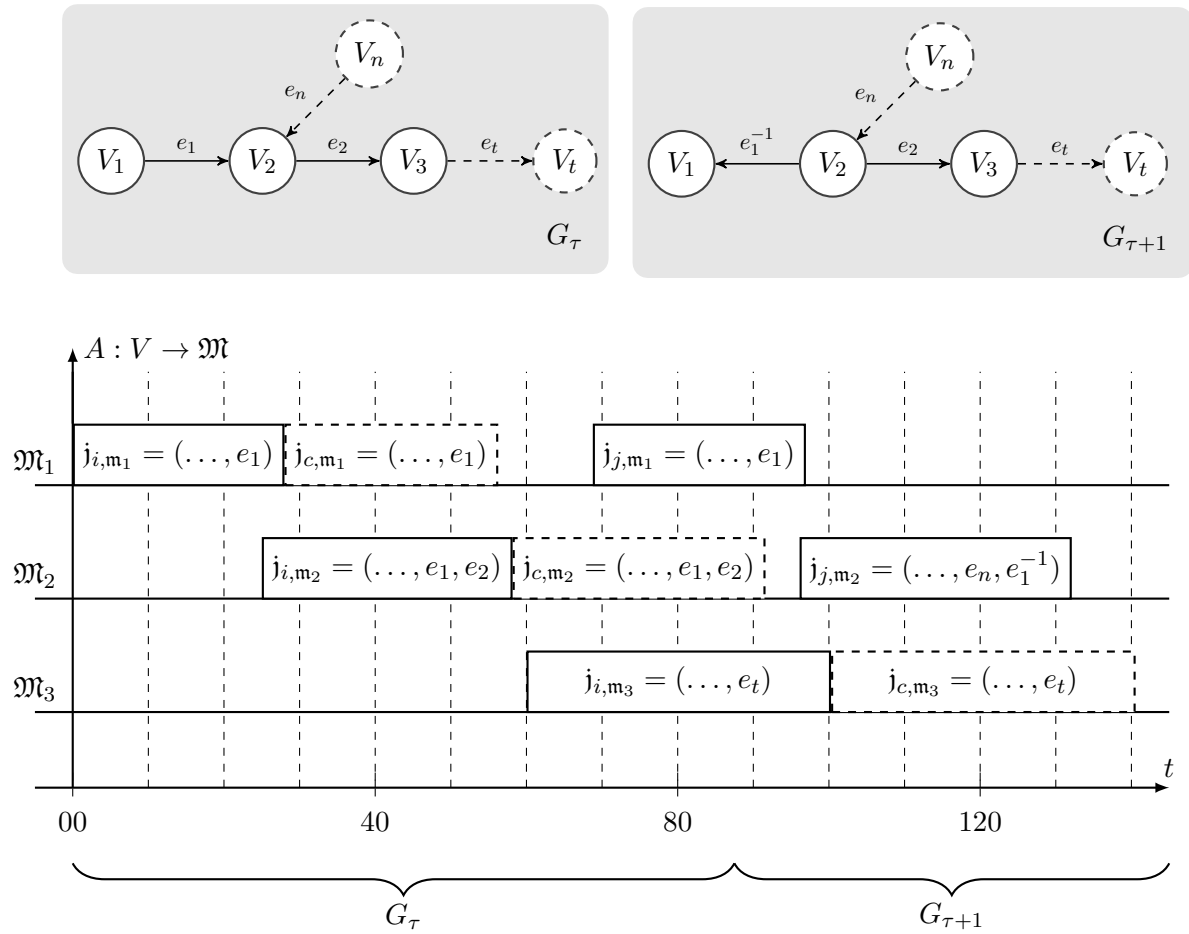 V_n V_n
e_n e_n
e_1 e_2 e_t e_1^{-1} e_2 e_t
V_1 V_2 V_3 V_t V_1 V_2 V_3 V_t
G_τ G_{τ+1}
A : V → 𝔐
𝔐_1 𝔧_{i,𝔪_1} = (…, e_1) 𝔧_{c,𝔪_1} = (…, e_1) 𝔧_{j,𝔪_1} = (…, e_1)
𝔐_2 𝔧_{i,𝔪_2} = (…, e_1, e_2) 𝔧_{c,𝔪_2} = (…, e_1, e_2) 𝔧_{j,𝔪_2} = (…, e_n, e_1^{-1})
𝔐_3 𝔧_{i,𝔪_3} = (…, e_t) 𝔧_{c,𝔪_3} = (…, e_t)
t
00 40 80 120
G_τ G_{τ+1}